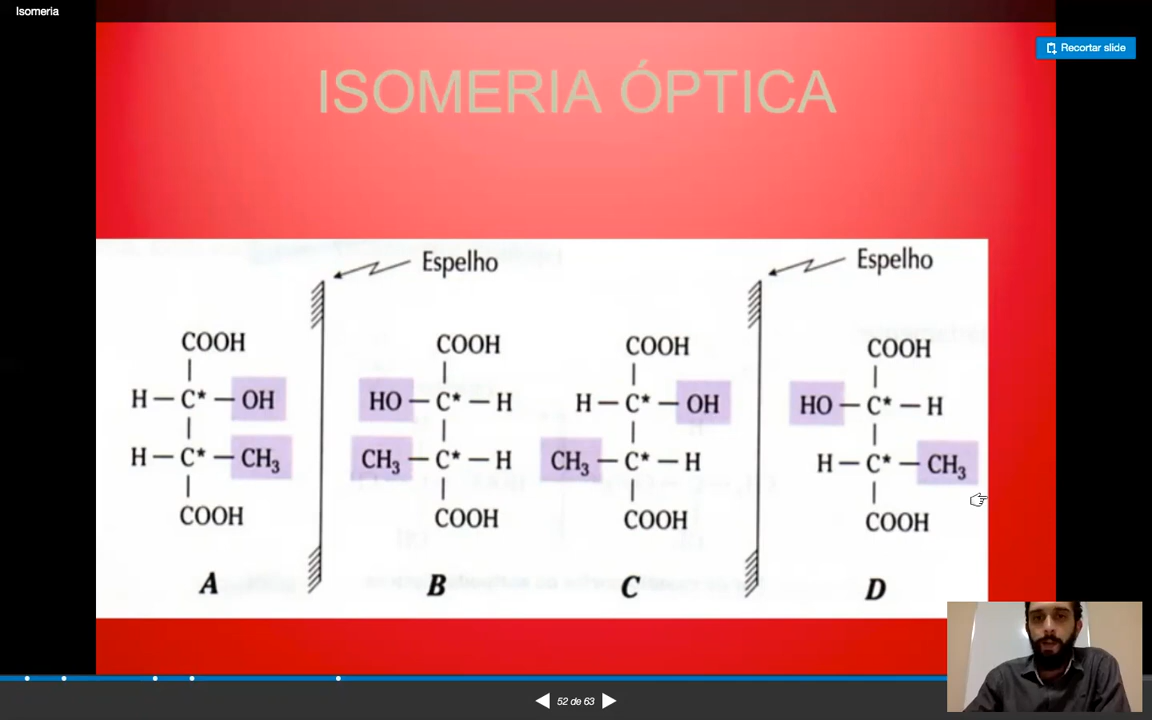 Isomeria
Recortar slide
ISOMERIA ÓPTICA
Espelho
Espelho
COOH
H — C* — OH
H — C* — CH₃
COOH
A
COOH
HO — C* — H
CH₃ — C* — H
COOH
B
COOH
H — C* — OH
CH₃ — C* — H
COOH
C
COOH
HO — C* — H
H — C* — CH₃
COOH
D
52 de 63